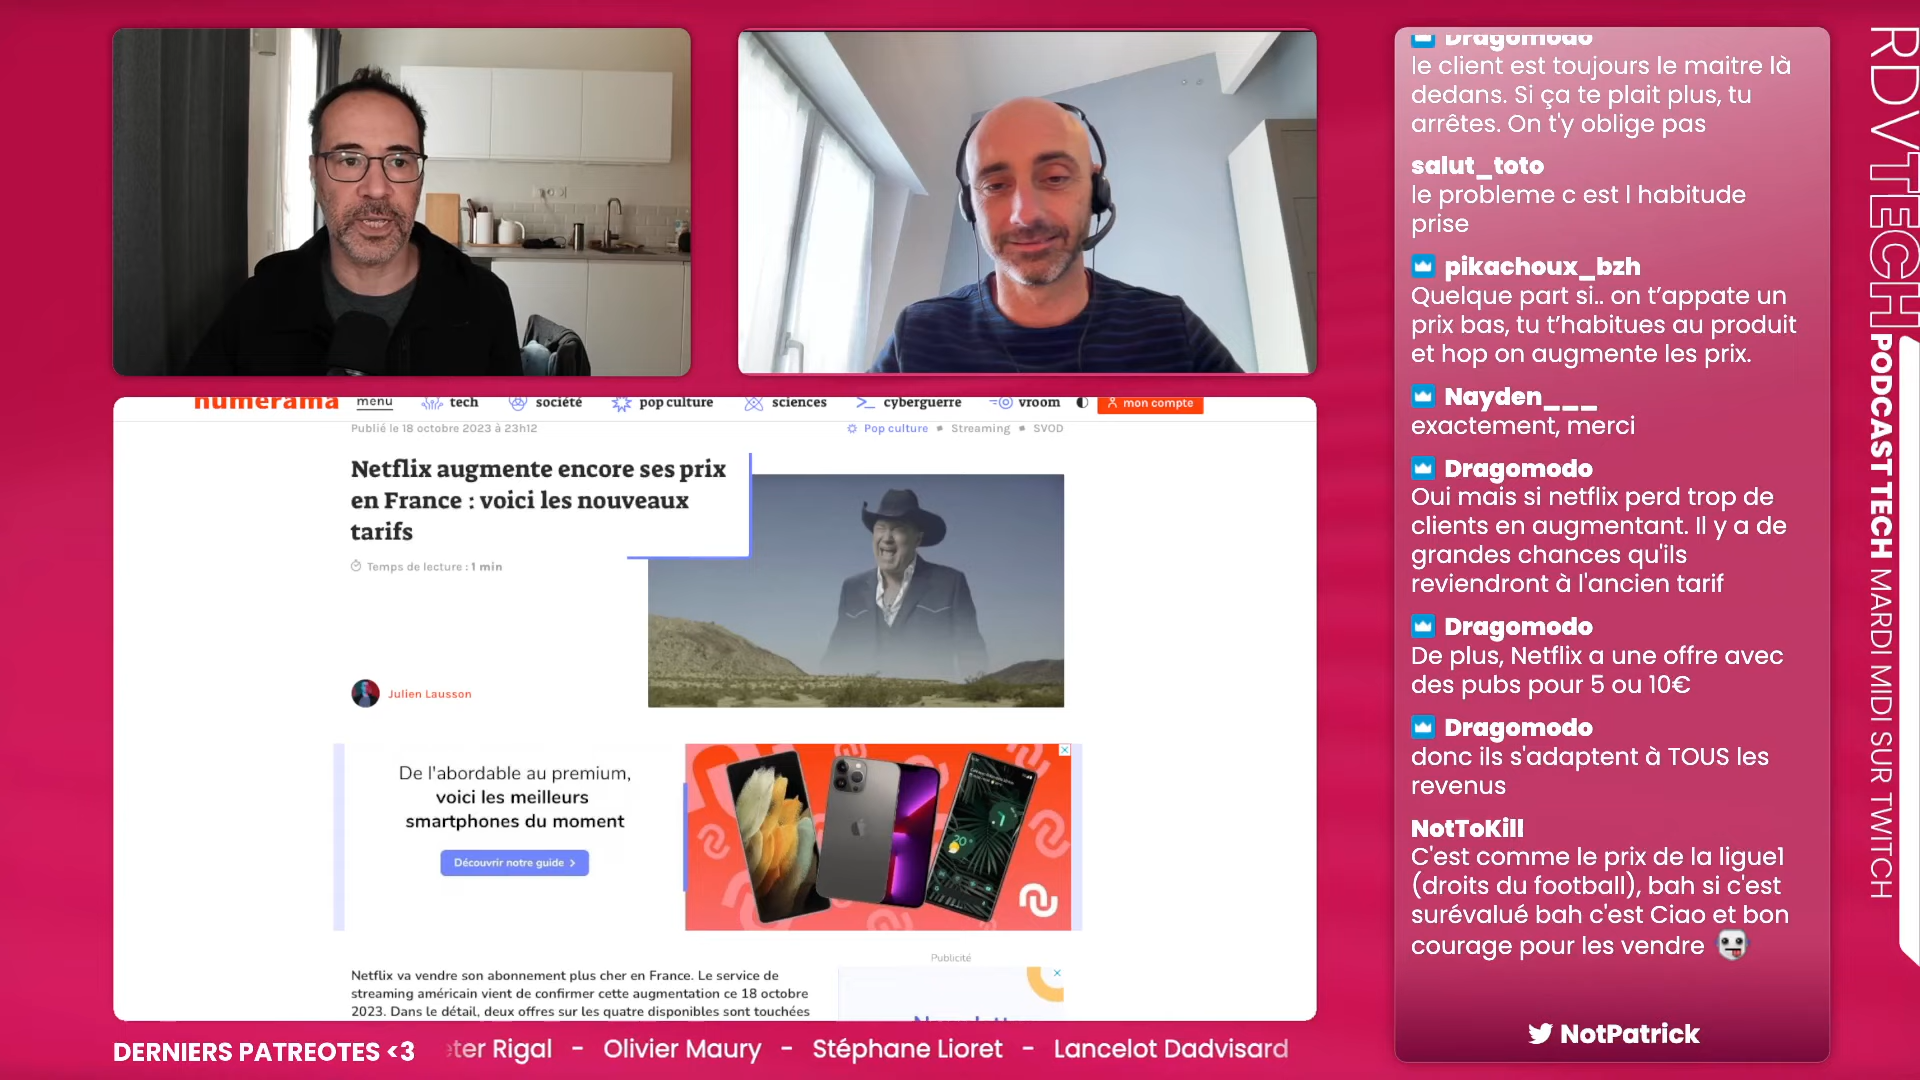 numerama
menu
tech
société
pop culture
sciences
cyberguerre
vroom
mon compte
Publié le 18 octobre 2023 à 23h12
Pop culture
Streaming
SVOD
Netflix augmente encore ses prix
en France : voici les nouveaux
tarifs
Temps de lecture : 1 min
Julien Lausson
De l'abordable au premium,
voici les meilleurs
smartphones du moment
Découvrir notre guide
Publicité
Netflix va vendre son abonnement plus cher en France. Le service de
streaming américain vient de confirmer cette augmentation ce 18 octobre
2023. Dans le détail, deux offres sur les quatre disponibles sont touchées
DERNIERS PATREOTES <3
Rigal - Olivier Maury - Stéphane Lioret - Lancelot Dadvisard
Dragomodo
le client est toujours le maitre là
dedans. Si ça te plait plus, tu
arrêtes. On t'y oblige pas
salut_toto
le probleme c est l habitude
prise
pikachoux_bzh
Quelque part si.. on t’appate un
prix bas, tu t’habitues au produit
et hop on augmente les prix.
Nayden___
exactement, merci
Dragomodo
Oui mais si netflix perd trop de
clients en augmentant. Il y a de
grandes chances qu'ils
reviendront à l'ancien tarif
Dragomodo
De plus, Netflix a une offre avec
des pubs pour 5 ou 10€
Dragomodo
donc ils s'adaptent à TOUS les
revenus
NotToKill
C'est comme le prix de la ligue1
(droits du football), bah si c'est
surévalué bah c'est Ciao et bon
courage pour les vendre
NotPatrick
RDVTECH PODCAST TECH MARDI MIDI SUR TWITCH